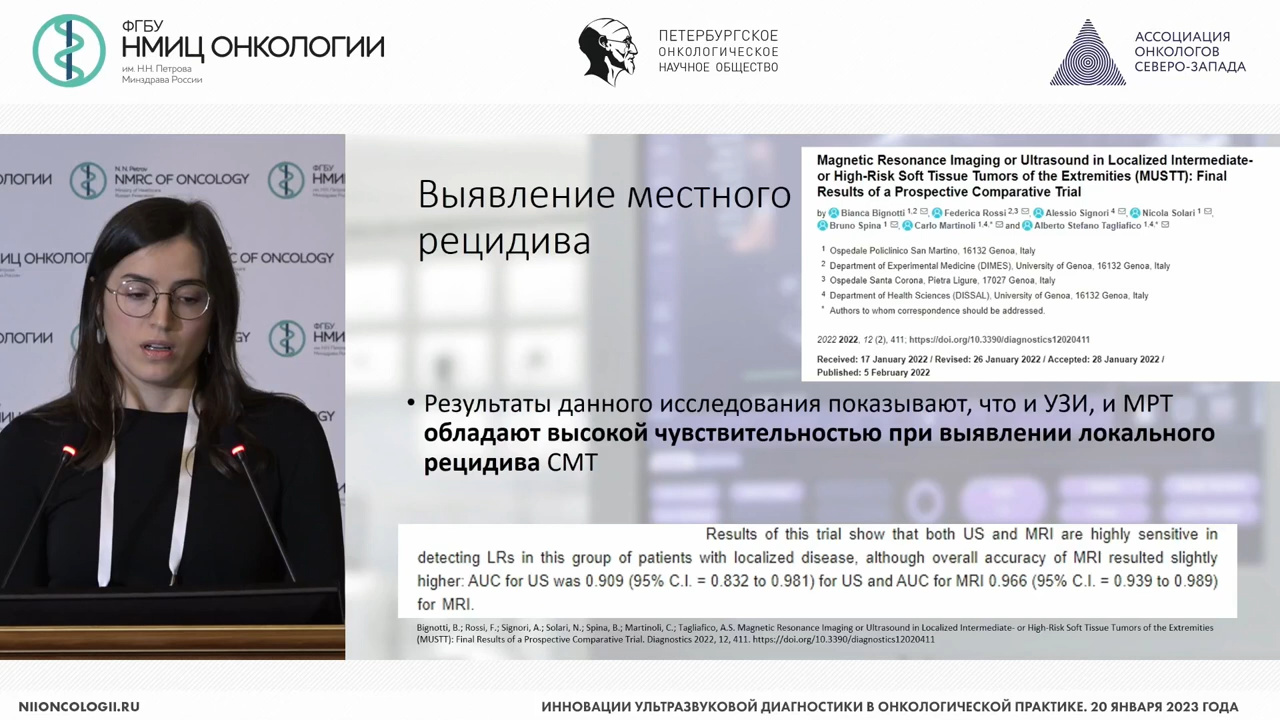 ФГБУ
НМИЦ ОНКОЛОГИИ
им. Н.Н. Петрова
Минздрава России
ПЕТЕРБУРГСКОЕ
ОНКОЛОГИЧЕСКОЕ
НАУЧНОЕ ОБЩЕСТВО
АССОЦИАЦИЯ
ОНКОЛОГОВ
СЕВЕРО-ЗАПАДА
N.N. Petrov
NMRC OF ONCOLOGY
ФГБУ
Выявление местного
рецидива
Magnetic Resonance Imaging or Ultrasound in Localized Intermediate-
or High-Risk Soft Tissue Tumors of the Extremities (MUSTT): Final
Results of a Prospective Comparative Trial
by Bianca Bignotti 1,2, Federica Rossi 2,3, Alessio Signori 4, Nicola Solari 1,
Bruno Spina 1, Carlo Martinoli 1,4,* and Alberto Stefano Tagliafico 1,4,*
1 Ospedale Policlinico San Martino, 16132 Genoa, Italy
2 Department of Experimental Medicine (DIMES), University of Genoa, 16132 Genoa, Italy
3 Ospedale Santa Corona, Pietra Ligure, 17027 Genoa, Italy
4 Department of Health Sciences (DISSAL), University of Genoa, 16132 Genoa, Italy
* Authors to whom correspondence should be addressed.
2022 2022, 12 (2), 411; https://doi.org/10.3390/diagnostics12020411
Received: 17 January 2022 / Revised: 26 January 2022 / Accepted: 28 January 2022 /
Published: 5 February 2022
• Результаты данного исследования показывают, что и УЗИ, и МРТ
обладают высокой чувствительностью при выявлении локального
рецидива СМТ
Results of this trial show that both US and MRI are highly sensitive in
detecting LRs in this group of patients with localized disease, although overall accuracy of MRI resulted slightly
higher: AUC for US was 0.909 (95% C.I. = 0.832 to 0.981) for US and AUC for MRI 0.966 (95% C.I. = 0.939 to 0.989)
for MRI.
Bignotti, B.; Rossi, F.; Signori, A.; Solari, N.; Spina, B.; Martinoli, C.; Tagliafico, A.S. Magnetic Resonance Imaging or Ultrasound in Localized Intermediate- or High-Risk Soft Tissue Tumors of the Extremities
(MUSTT): Final Results of a Prospective Comparative Trial. Diagnostics 2022, 12, 411. https://doi.org/10.3390/diagnostics12020411
NIIONCOLOGII.RU
ИННОВАЦИИ УЛЬТРАЗВУКОВОЙ ДИАГНОСТИКИ В ОНКОЛОГИЧЕСКОЙ ПРАКТИКЕ. 20 ЯНВАРЯ 2023 ГОДА